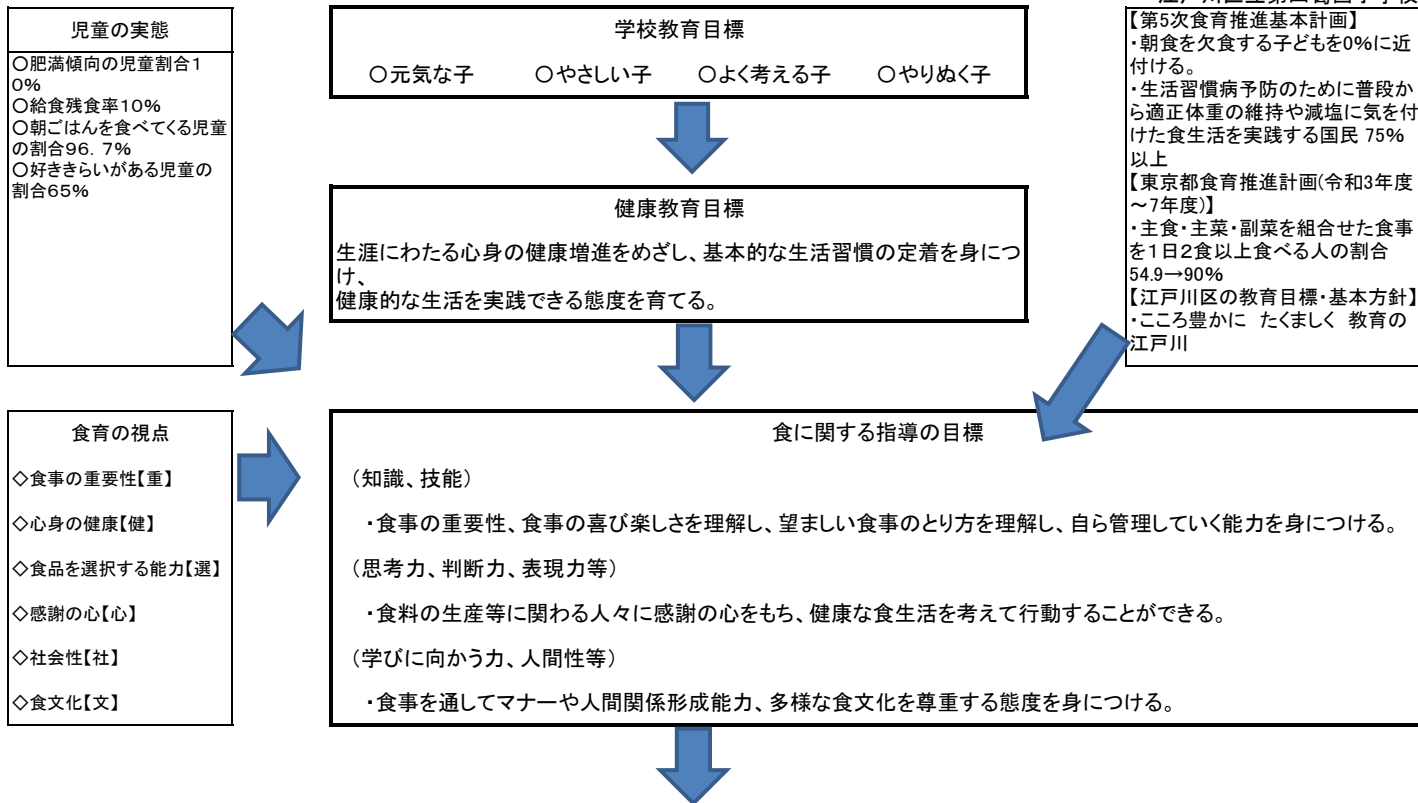 児童の実態
〇肥満傾向の児童割合1
0%
〇給食残食率10%
〇朝ごはんを食べてくる児童
の割合96.7%
〇好ききらいがある児童の
割合65%
学校教育目標
〇元気な子 〇やさしい子 〇よく考える子 〇やりぬく子
健康教育目標
生涯にわたる心身の健康増進をめざし、基本的な生活習慣の定着を身につ
け、
健康的な生活を実践できる態度を育てる。
【第5次食育推進基本計画】
・朝食を欠食する子どもを0%に近
付ける。
・生活習慣病予防のために普段か
ら適正体重の維持や減塩に気を付
けた食生活を実践する国民 75%
以上
【東京都食育推進計画(令和3年度
～7年度)】
・主食・主菜・副菜を組合せた食事
を1日2食以上食べる人の割合
54.9→90%
【江戸川区の教育目標・基本方針】
・こころ豊かに たくましく 教育の
江戸川
食育の視点
◇食事の重要性【重】
◇心身の健康【健】
◇食品を選択する能力【選】
◇感謝の心【心】
◇社会性【社】
◇食文化【文】
食に関する指導の目標
（知識、技能）
・食事の重要性、食事の喜び楽しさを理解し、望ましい食事のとり方を理解し、自ら管理していく能力を身につける。
（思考力、判断力、表現力等）
・食料の生産等に関わる人々に感謝の心をもち、健康な食生活を考えて行動することができる。
（学びに向かう力、人間性等）
・食事を通してマナーや人間関係形成能力、多様な食文化を尊重する態度を身につける。